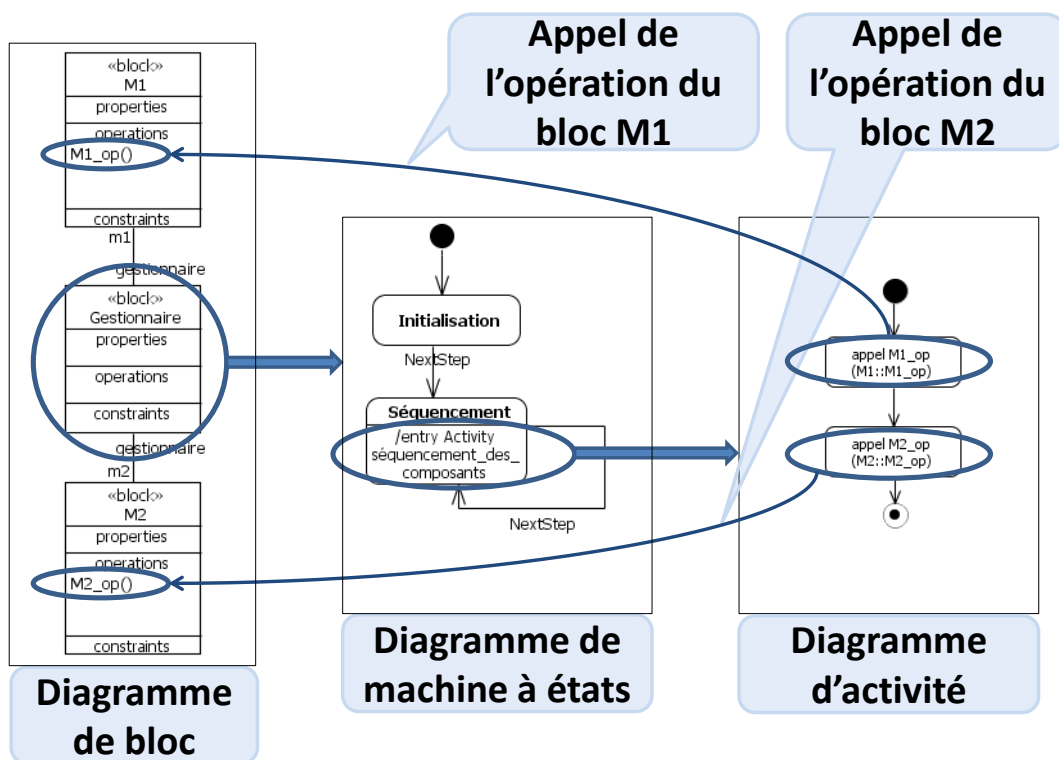 Appel de
l'opération du
bloc M1
Appel de
l'opération du
bloc M2
«block»
M1
properties
operations
M1_op()
constraints
m1
gestionnaire
«block»
Gestionnaire
properties
operations
constraints
gestionnaire
m2
«block»
M2
properties
operations
M2_op()
constraints
Diagramme
de bloc
Initialisation
NextStep
Séquencement
/entry Activity
séquencement_des_
composants
NextStep
Diagramme de
machine à états
appel M1_op
(M1::M1_op)
appel M2_op
(M2::M2_op)
Diagramme
d'activité